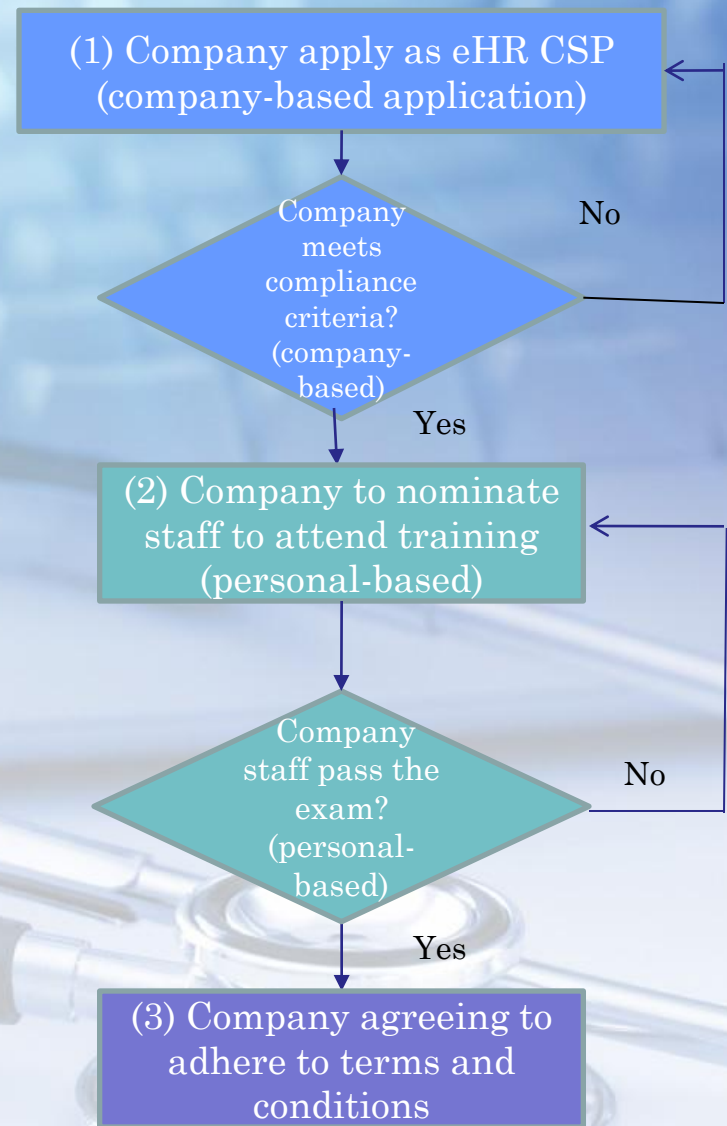 (1) Company apply as eHR CSP
(company-based application)
Company
meets
compliance
criteria?
(company-
based)
No
Yes
(2) Company to nominate
staff to attend training
(personal-based)
Company
staff pass the
exam?
(personal-
based)
No
Yes
(3) Company agreeing to
adhere to terms and
conditions